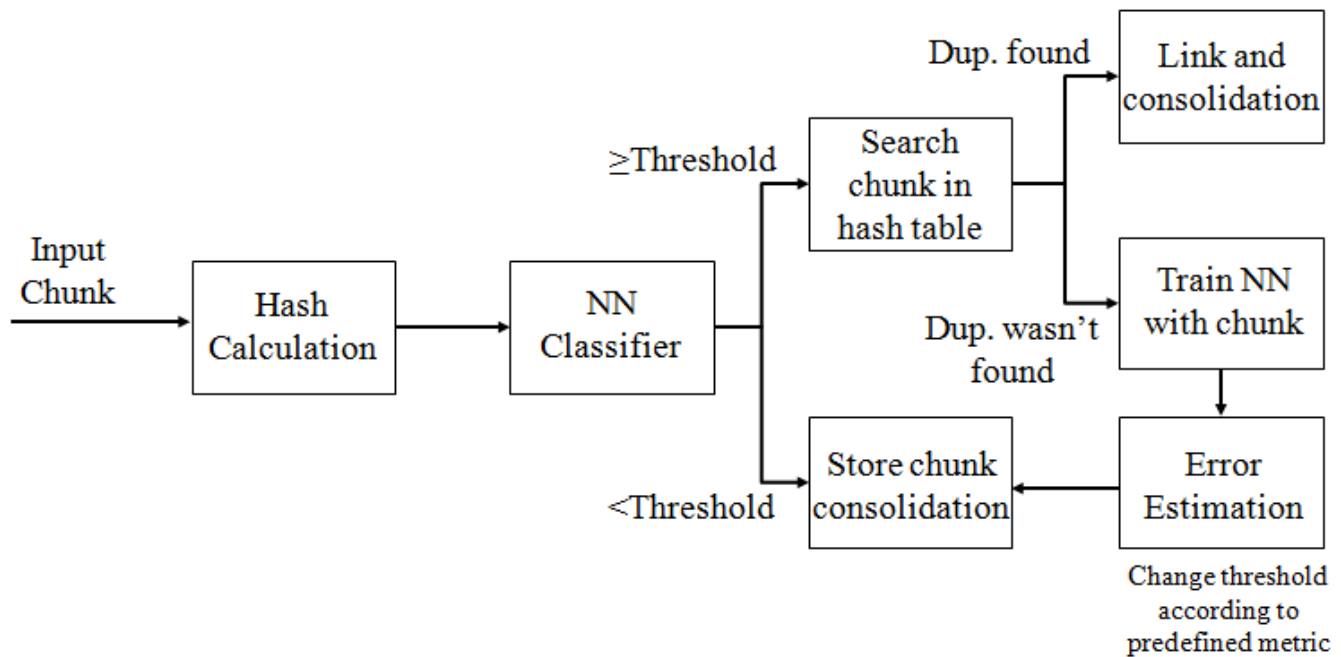 Input
Chunk
Hash
Calculation
NN
Classifier
≥Threshold
Search
chunk in
hash table
Dup. found
Link and
consolidation
Dup. wasn’t
found
Train NN
with chunk
<Threshold
Store chunk
consolidation
Error
Estimation
Change threshold
according to
predefined metric